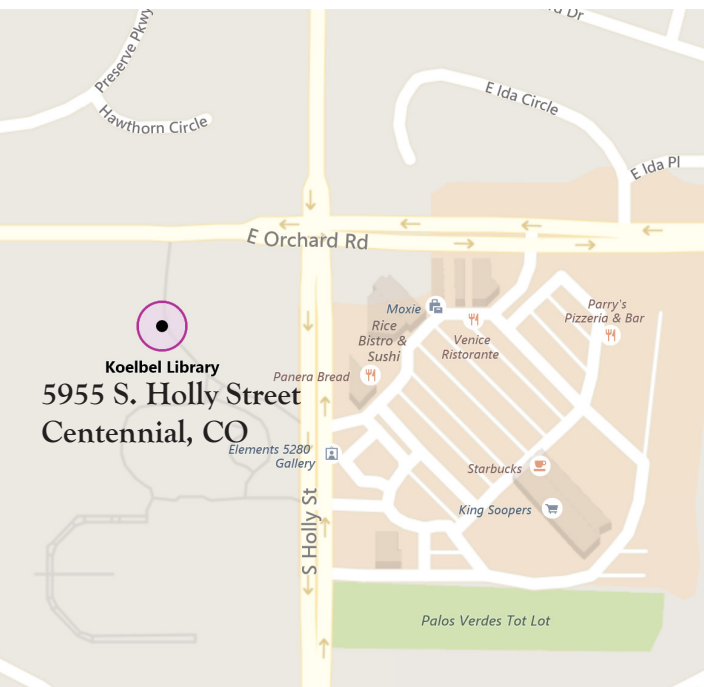 Preserve Pkwy
Hawthorn Circle
E Ida Circle
E Ida Pl
E Orchard Rd
Moxie
Rice
Bistro &
Sushi
Venice
Ristorante
Parry's
Pizzeria & Bar
Koelbel Library
5955 S. Holly Street
Centennial, CO
Panera Bread
Elements 5280
Gallery
Starbucks
King Soopers
S Holly St
Palos Verdes Tot Lot